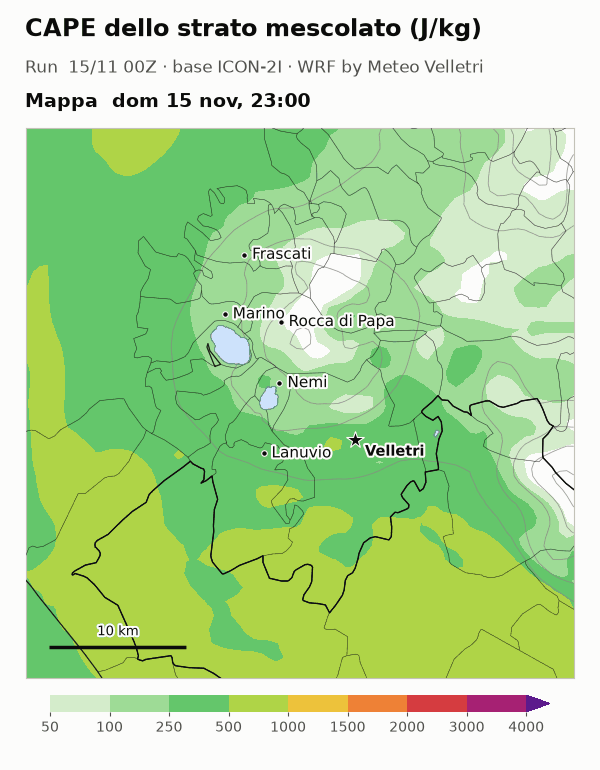 CAPE dello strato mescolato (J/kg)
Run  15/11 00Z · base ICON-2I · WRF by Meteo Velletri
Mappa  dom 15 nov, 23:00
Frascati
Marino
Rocca di Papa
Nemi
Velletri
Lanuvio
10 km
50 100 250 500 1000 1500 2000 3000 4000